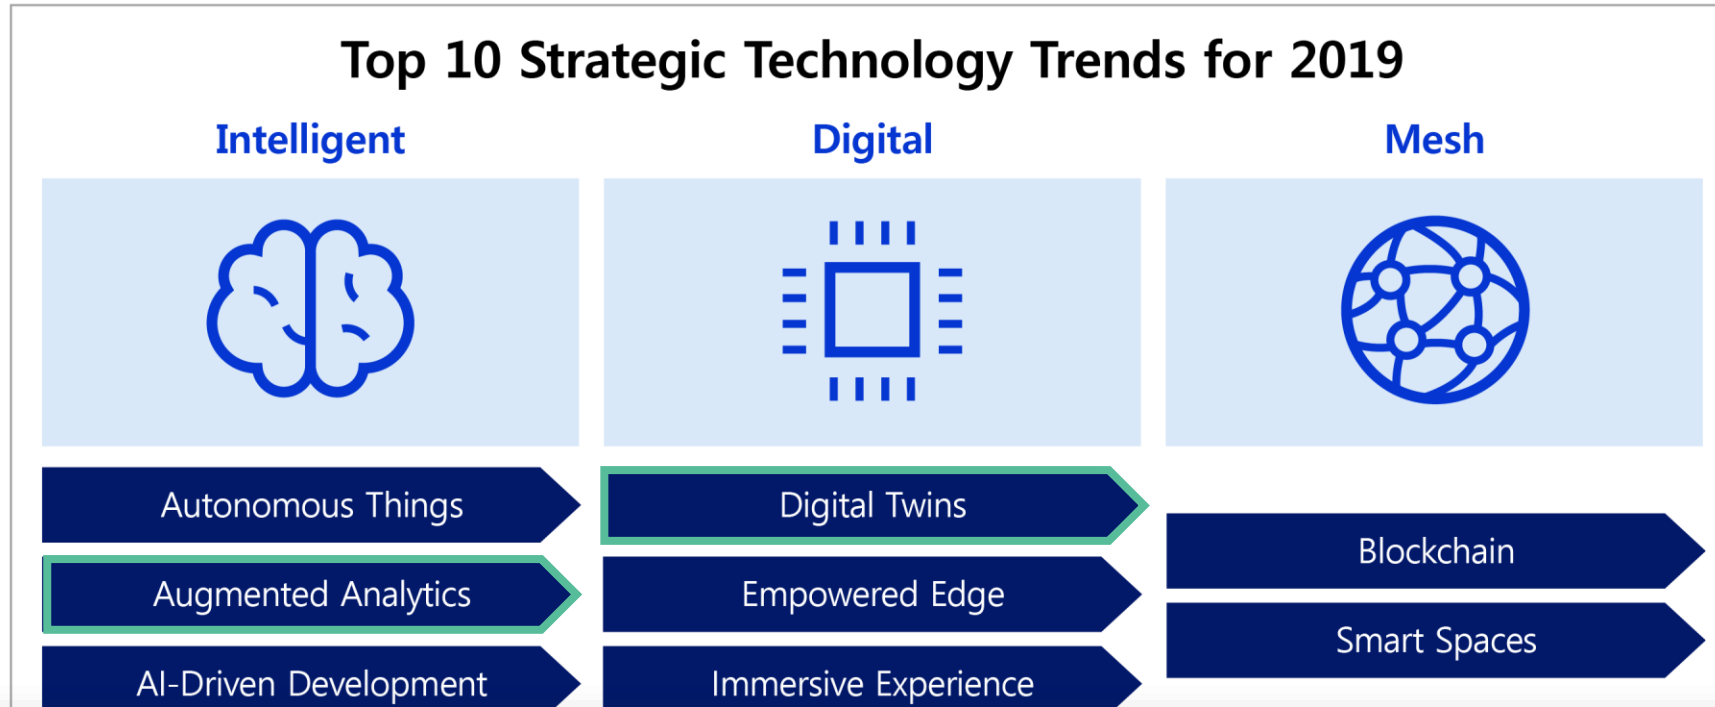 Top 10 Strategic Technology Trends for 2019
Intelligent
Digital
Mesh
Autonomous Things
Augmented Analytics
AI-Driven Development
Digital Twins
Empowered Edge
Immersive Experience
Blockchain
Smart Spaces